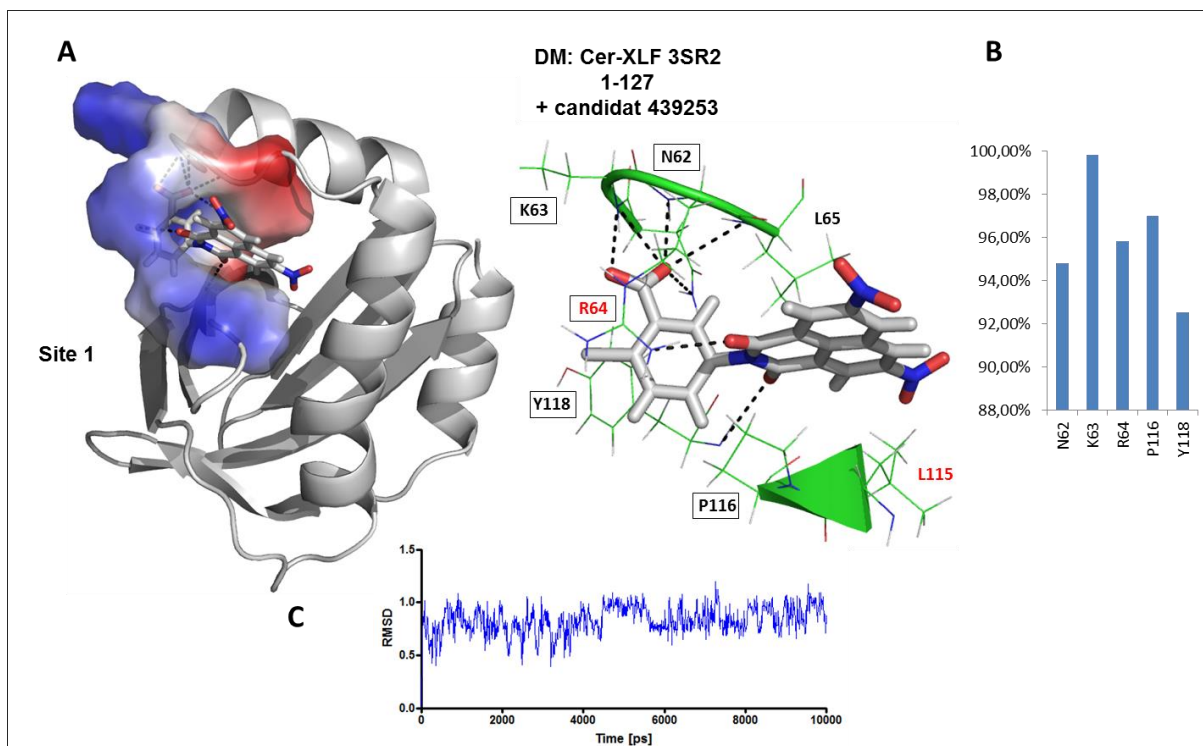 A
DM: Cer-XLF 3SR2
1-127
+ candidat 439253
B
Site 1
N62
K63
L65
R64
Y118
P116
L115
100,00%
98,00%
96,00%
94,00%
92,00%
90,00%
88,00%
N62
K63
R64
P116
Y118
C
RMSD
1.5
1.0
0.5
0.0
0
2000
4000
6000
8000
10000
Time [ps]